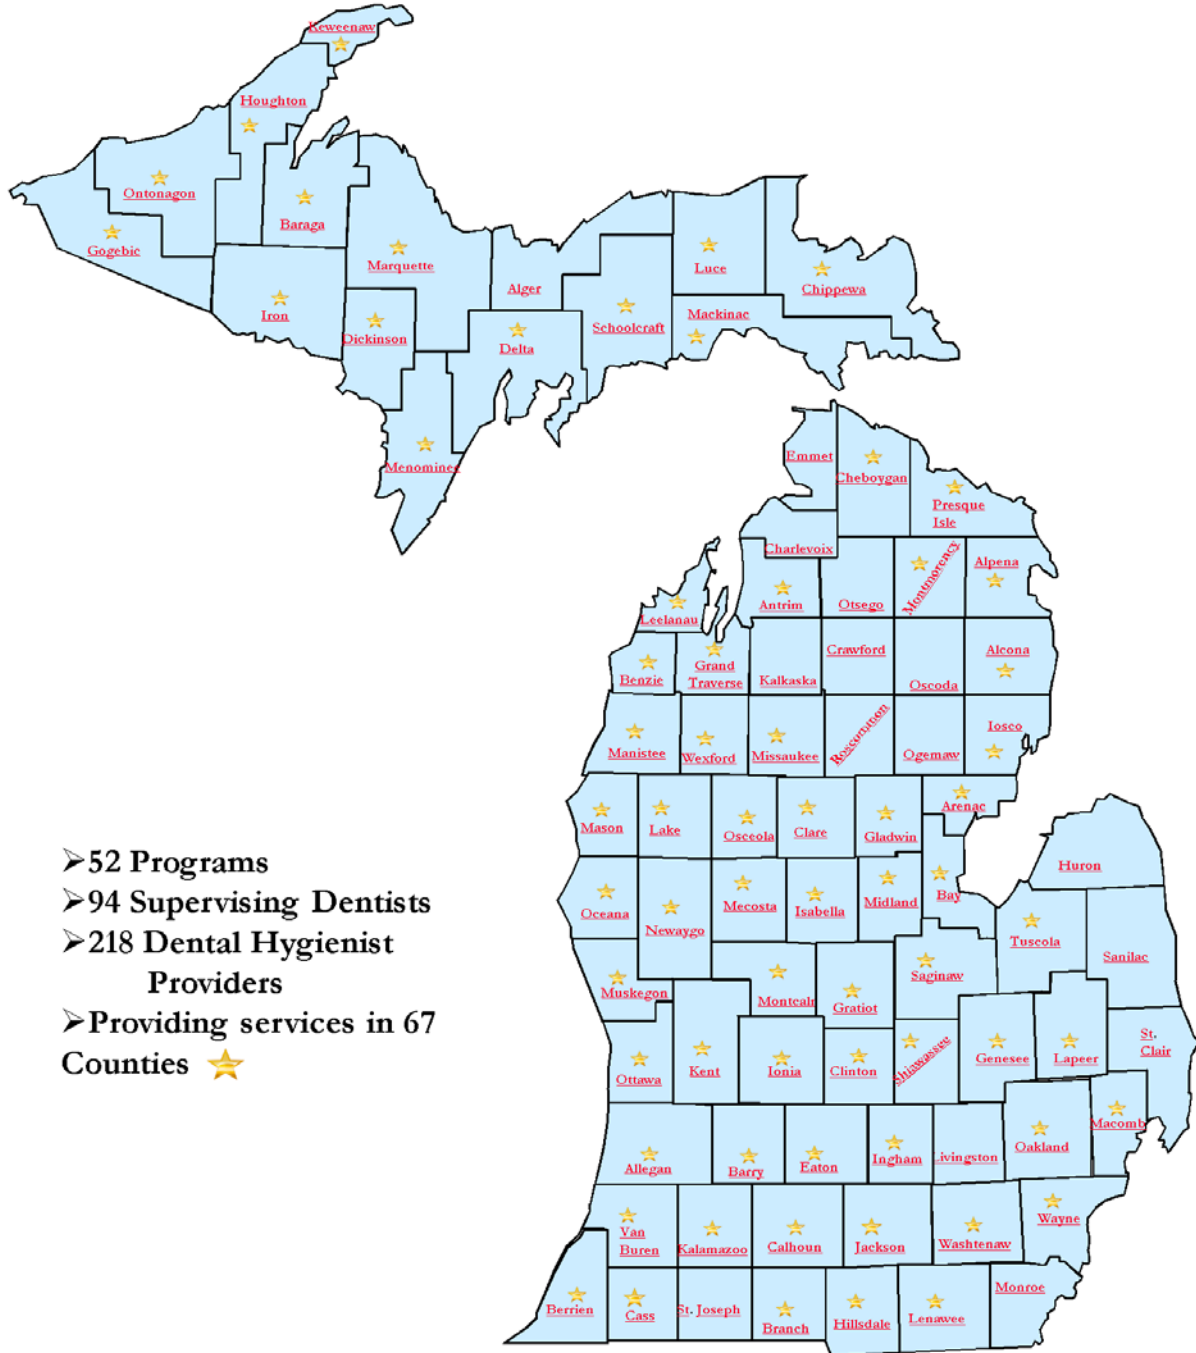 Keweenaw
Houghton
Ontonagon
Baraga
Gogebic
Marquette
Luce
Chippewa
Alger
Iron
Mackinac
Schoolcraft
Dickinson
Delta
Menominee
Emmet
Cheboygan
Presque
Isle
Charlevoix
Montmorency
Alpena
Antrim
Otsego
Leelanau
Crawford
Alcona
Grand
Traverse
Benzie
Kalkaska
Oscoda
Iosco
Roscommon
Manistee
Wexford
Missaukee
Ogemaw
Arenac
Mason
Lake
Osceola
Clare
Gladwin
Huron
➢52 Programs
➢94 Supervising Dentists
➢218 Dental Hygienist
Providers
➢Providing services in 67
Counties
Oceana
Newaygo
Mecosta
Isabella
Midland
Bay
Tuscola
Sanilac
Muskegon
Montcalm
Gratiot
Saginaw
St.
Clair
Ottawa
Kent
Ionia
Clinton
Shiawassee
Genesee
Lapeer
Macomb
Allegan
Barry
Eaton
Ingham
Livingston
Oakland
Van
Buren
Kalamazoo
Calhoun
Jackson
Washtenaw
Wayne
Berrien
Cass
St. Joseph
Branch
Hillsdale
Lenawee
Monroe